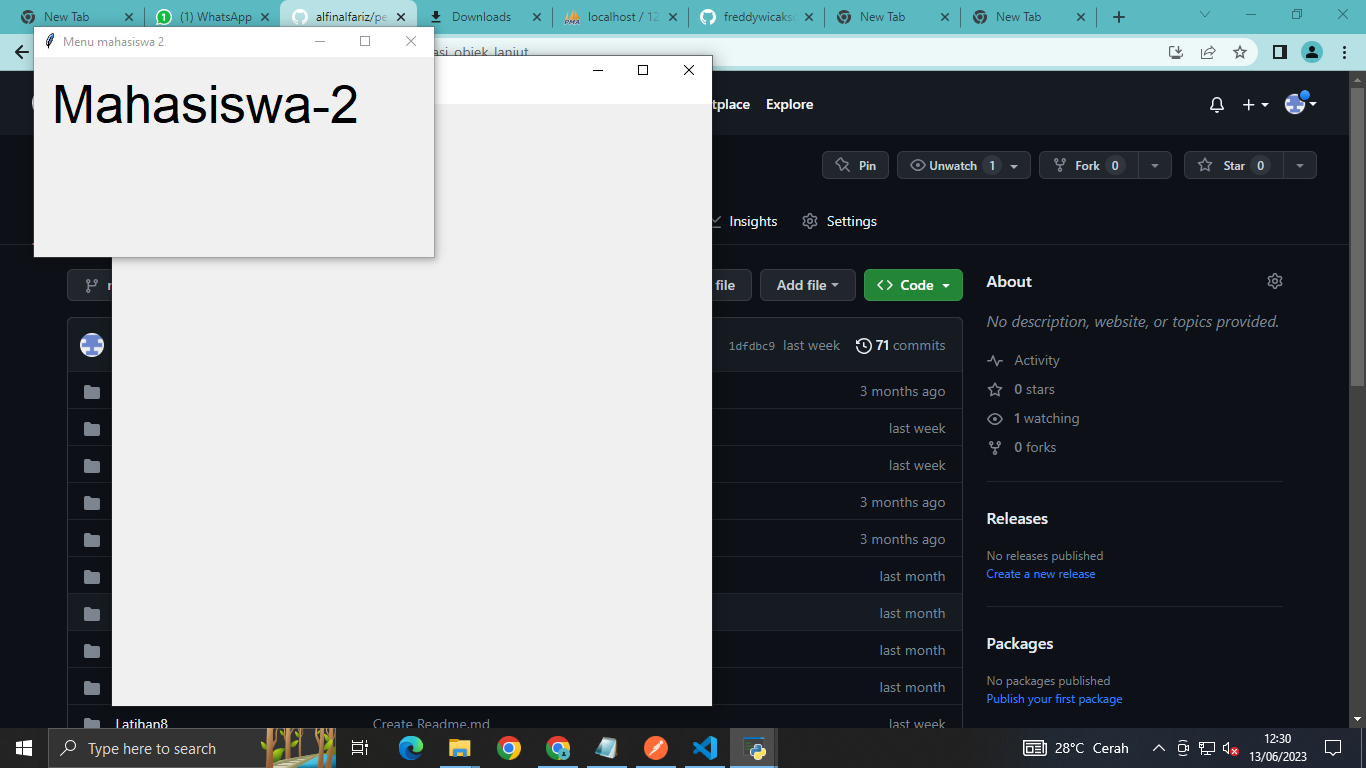 New Tab
(1) WhatsApp
alfinalfariz/pe
Downloads
localhost / 12
freddywicaks
New Tab
New Tab
Menu mahasiswa 2
Mahasiswa-2
Explore
Pin
Unwatch 1
Fork 0
Star 0
Insights
Settings
file
Add file
Code
1dfdbc9 last week
71 commits
3 months ago
last week
last week
3 months ago
3 months ago
last month
last month
last month
last month
Latihan8
Create Readme.md
last week
About
No description, website, or topics provided.
Activity
0 stars
1 watching
0 forks
Releases
No releases published
Create a new release
Packages
No packages published
Publish your first package
Type here to search
28°C Cerah
12:30
13/06/2023